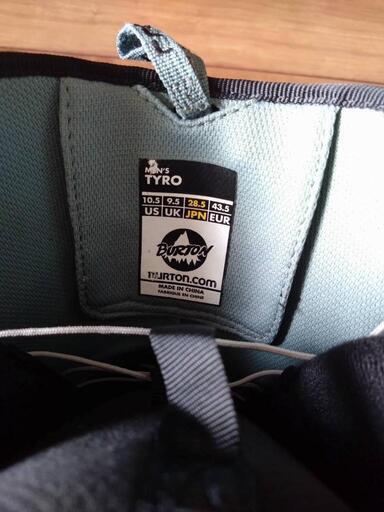 MEN'S
TYRO
10.5 9.5 28.5 43.5
US UK JPN EUR
BURTON
BURTON.com
MADE IN CHINA
FABRIQUE EN CHINE